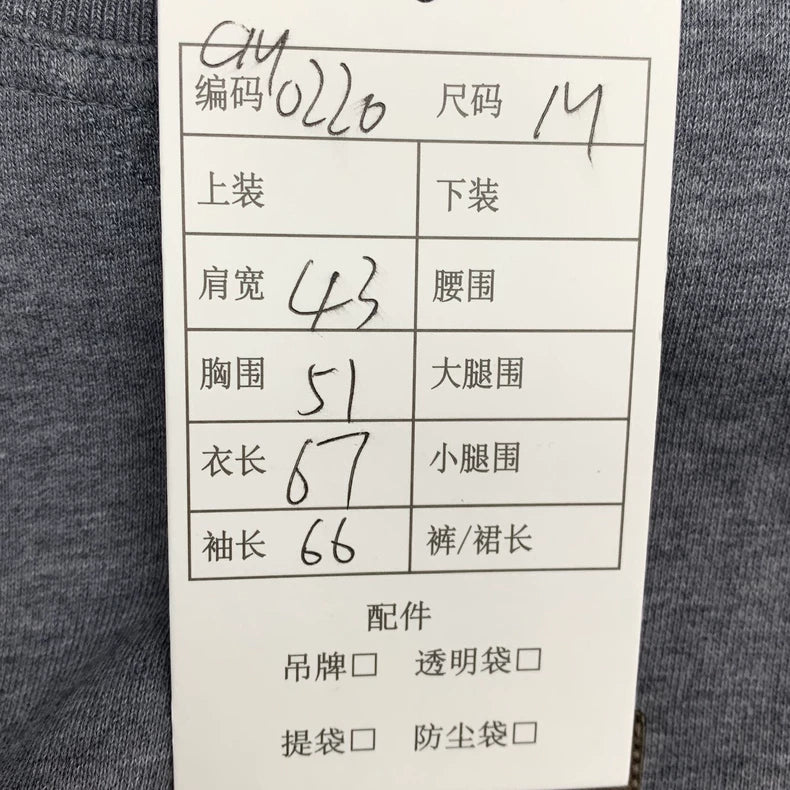 编码 CM0220 尺码 M
上装 下装
肩宽 43 腰围
胸围 51 大腿围
衣长 67 小腿围
袖长 66 裤/裙长
配件
吊牌□ 透明袋□
提袋□ 防尘袋□